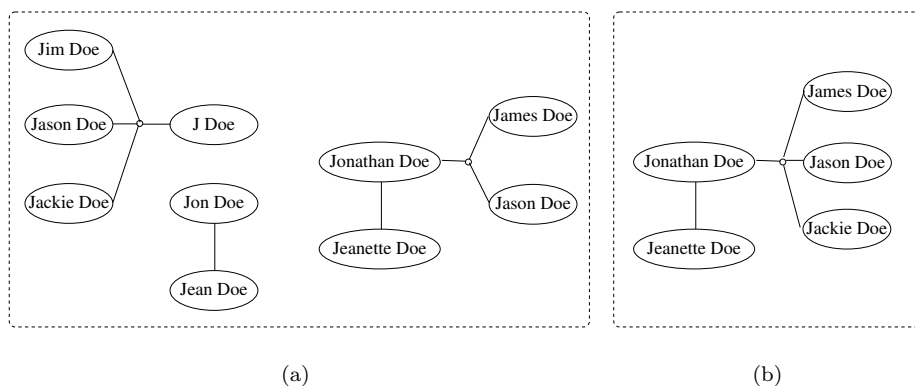 Jim Doe
Jason Doe
J Doe
Jackie Doe
Jon Doe
Jean Doe
James Doe
Jonathan Doe
Jason Doe
Jeanette Doe
(a)
James Doe
Jonathan Doe
Jason Doe
Jackie Doe
Jeanette Doe
(b)